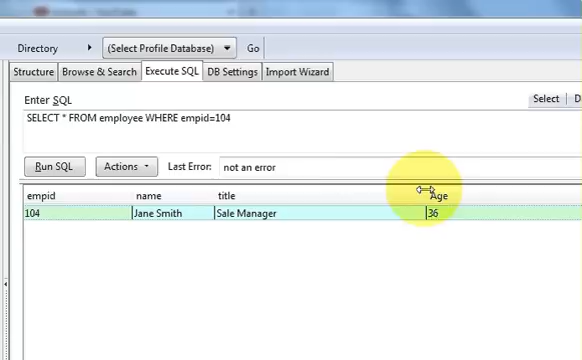 Directory (Select Profile Database) Go
Structure Browse & Search Execute SQL DB Settings Import Wizard
Enter SQL Select
SELECT * FROM employee WHERE empid=104
Run SQL Actions Last Error: not an error
empid name title Age
104 Jane Smith Sale Manager 36